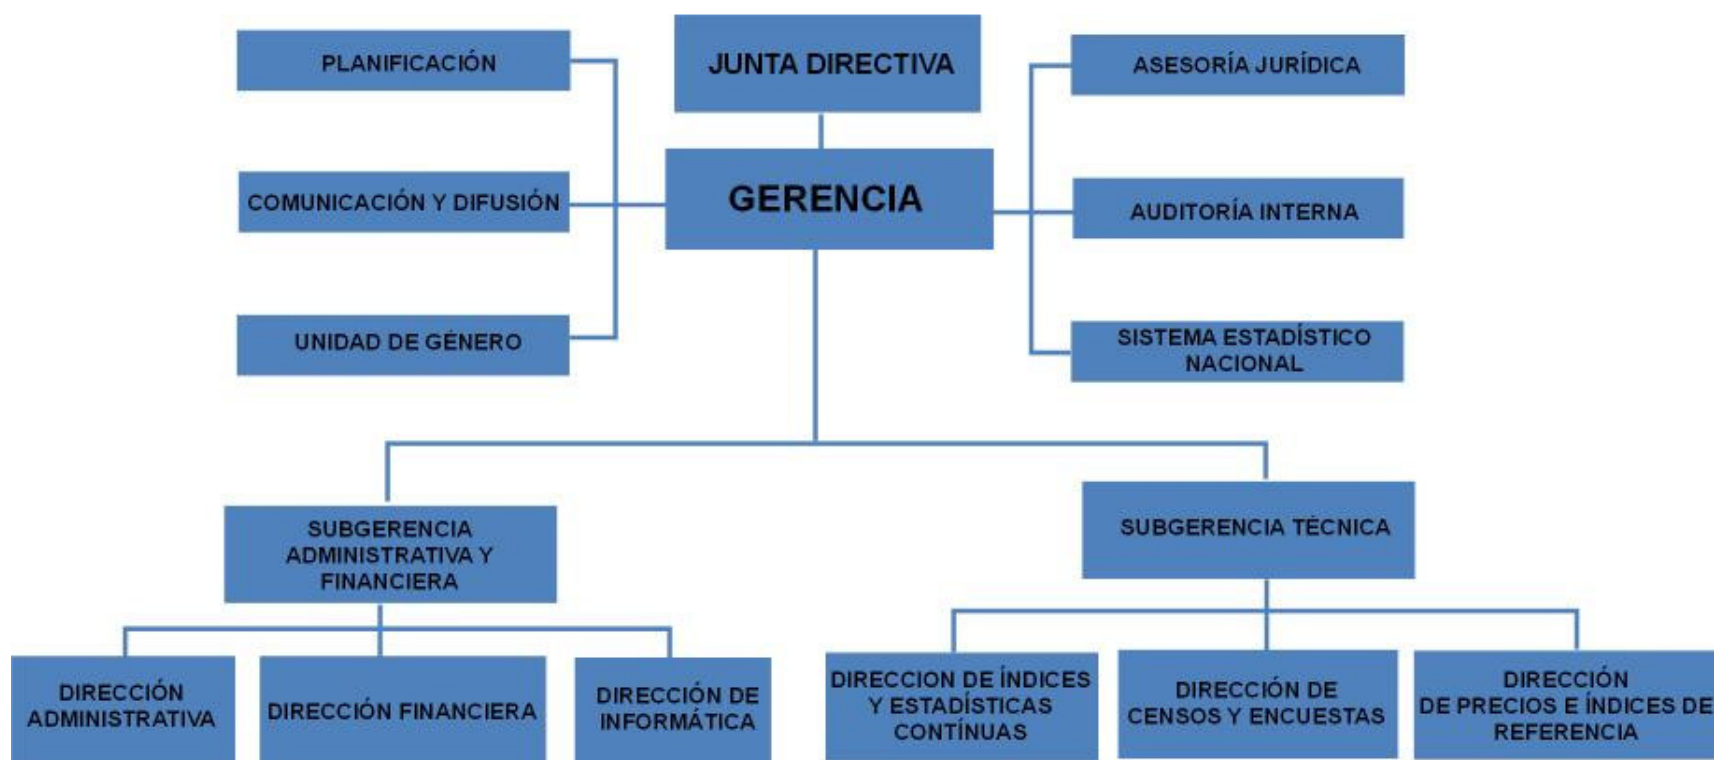 PLANIFICACIÓN
JUNTA DIRECTIVA
ASESORÍA JURÍDICA
COMUNICACIÓN Y DIFUSIÓN
GERENCIA
AUDITORÍA INTERNA
UNIDAD DE GÉNERO
SISTEMA ESTADÍSTICO
NACIONAL
SUBGERENCIA
ADMINISTRATIVA Y
FINANCIERA
SUBGERENCIA TÉCNICA
DIRECCIÓN
ADMINISTRATIVA
DIRECCIÓN FINANCIERA
DIRECCIÓN DE
INFORMÁTICA
DIRECCION DE ÍNDICES
Y ESTADÍSTICAS
CONTÍNUAS
DIRECCIÓN DE
CENSOS Y ENCUESTAS
DIRECCIÓN
DE PRECIOS E ÍNDICES DE
REFERENCIA